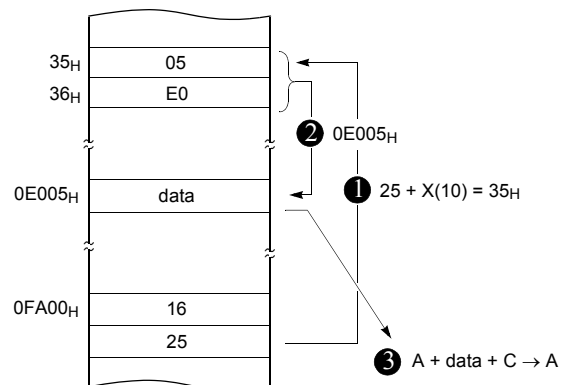 35H 05
36H E0
2 0E005H
0E005H data
1 25 + X(10) = 35H
0FA00H 16
25
3 A + data + C → A